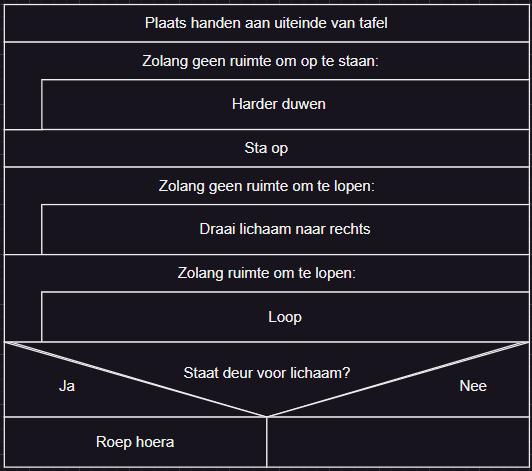 Plaats handen aan uiteinde van tafel
Zolang geen ruimte om op te staan:
Harder duwen
Sta op
Zolang geen ruimte om te lopen:
Draai lichaam naar rechts
Zolang ruimte om te lopen:
Loop
Staat deur voor lichaam?
Ja
Nee
Roep hoera